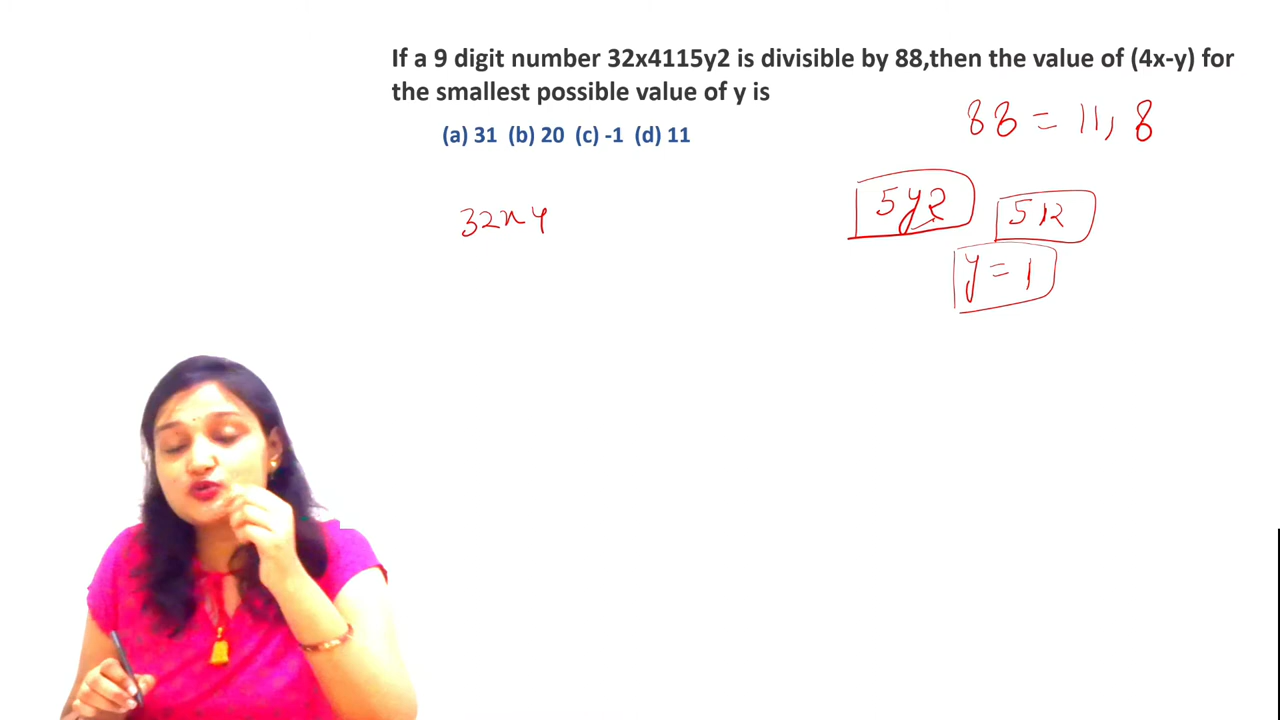 If a 9 digit number 32x4115y2 is divisible by 88,then the value of (4x-y) for
the smallest possible value of y is
(a) 31 (b) 20 (c) -1 (d) 11
88 = 11, 8
5y2
512
y = 1
32x4